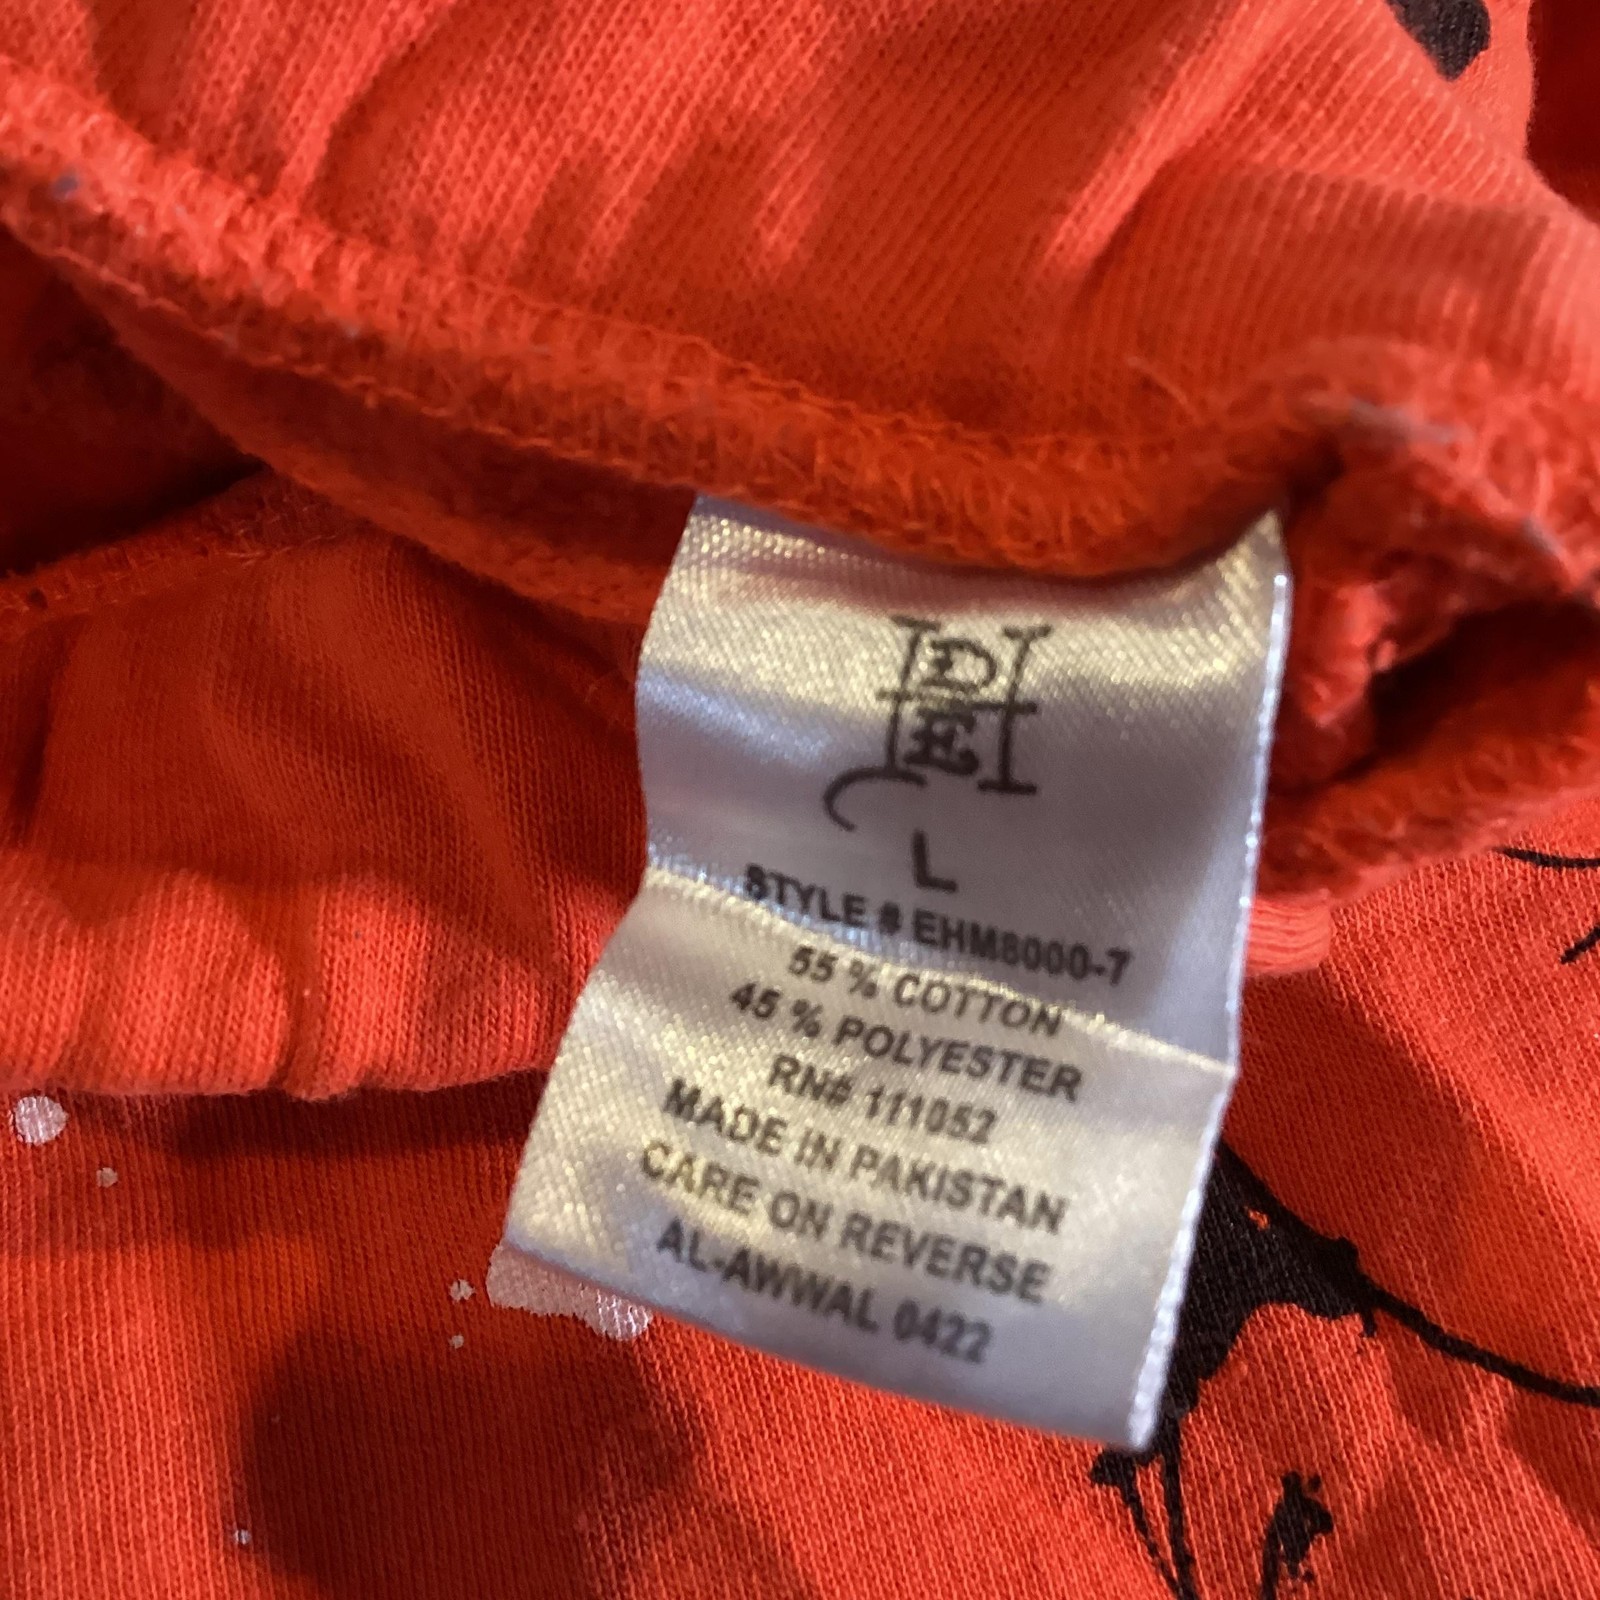 L
STYLE # EHM8000-7
55 % COTTON
45 % POLYESTER
RN# 111052
MADE IN PAKISTAN
CARE ON REVERSE
AL-AWWAL 0422